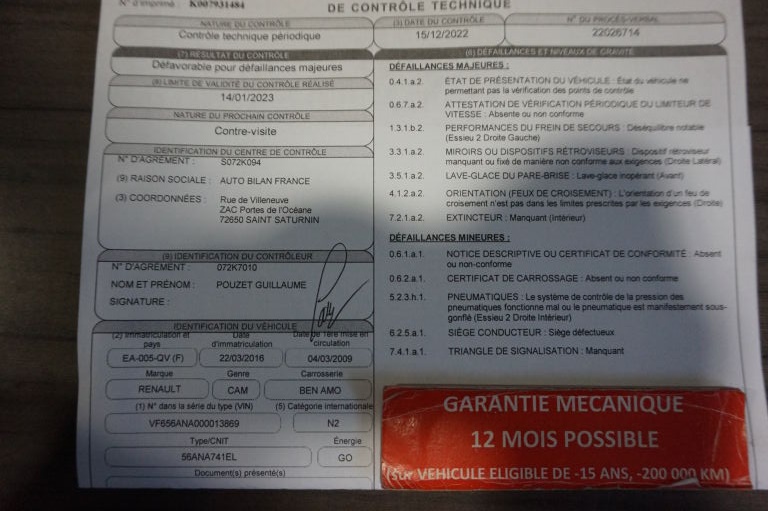 N° d'imprimé : K007931484
DE CONTRÔLE TECHNIQUE
NATURE DU CONTRÔLE
Contrôle technique périodique
(3) DATE DU CONTRÔLE
15/12/2022
N° DU PROCÈS-VERBAL
22026714
(7) RÉSULTAT DU CONTRÔLE
Défavorable pour défaillances majeures
(8) LIMITE DE VALIDITÉ DU CONTRÔLE RÉALISÉ
14/01/2023
NATURE DU PROCHAIN CONTRÔLE
Contre-visite
IDENTIFICATION DU CENTRE DE CONTRÔLE
N° D'AGRÉMENT : S072K094
(9) RAISON SOCIALE : AUTO BILAN FRANCE
(3) COORDONNÉES : Rue de Villeneuve
ZAC Portes de l'Océane
72650 SAINT SATURNIN
(9) IDENTIFICATION DU CONTRÔLEUR
N° D'AGRÉMENT : 072K7010
NOM ET PRÉNOM : POUZET GUILLAUME
SIGNATURE :
IDENTIFICATION DU VÉHICULE
(2) Immatriculation et pays
Date d'immatriculation
Date de 1ère mise en circulation
EA-005-QV (F)
22/03/2016
04/03/2009
Marque
Genre
Carrosserie
RENAULT
CAM
BEN AMO
(1) N° dans la série du type (VIN)
(5) Catégorie internationale
VF656ANA000013869
N2
Type/CNIT
Énergie
56ANA741EL
GO
Document(s) présenté(s)
(6) DÉFAILLANCES ET NIVEAUX DE GRAVITÉ
DÉFAILLANCES MAJEURES :
0.4.1.a.2. ÉTAT DE PRÉSENTATION DU VÉHICULE : État du véhicule ne
permettant pas la vérification des points de contrôle
0.6.7.a.2. ATTESTATION DE VÉRIFICATION PÉRIODIQUE DU LIMITEUR DE
VITESSE : Absente ou non conforme
1.3.1.b.2. PERFORMANCES DU FREIN DE SECOURS : Déséquilibre notable
(Essieu 2 Droite Gauche)
3.3.1.a.2. MIROIRS OU DISPOSITIFS RÉTROVISEURS : Dispositif rétroviseur
manquant ou fixé de manière non conforme aux exigences (Droite Latéral)
3.5.1.a.2. LAVE-GLACE DU PARE-BRISE : Lave-glace inopérant (Avant)
4.1.2.a.2. ORIENTATION (FEUX DE CROISEMENT) : L'orientation d'un feu de
croisement n'est pas dans les limites prescrites par les exigences (Droite)
7.2.1.a.2. EXTINCTEUR : Manquant (Intérieur)
DÉFAILLANCES MINEURES :
0.6.1.a.1. NOTICE DESCRIPTIVE OU CERTIFICAT DE CONFORMITÉ : Absent
ou non-conforme
0.6.2.a.1. CERTIFICAT DE CARROSSAGE : Absent ou non conforme
5.2.3.h.1. PNEUMATIQUES : Le système de contrôle de la pression des
pneumatiques fonctionne mal ou le pneumatique est manifestement sous-
gonflé (Essieu 2 Droite Intérieur)
6.2.5.a.1. SIÈGE CONDUCTEUR : Siège défectueux
7.4.1.a.1. TRIANGLE DE SIGNALISATION : Manquant
GARANTIE MECANIQUE
12 MOIS POSSIBLE
(sur VÉHICULE ELIGIBLE DE -15 ANS, -200 000 KM)